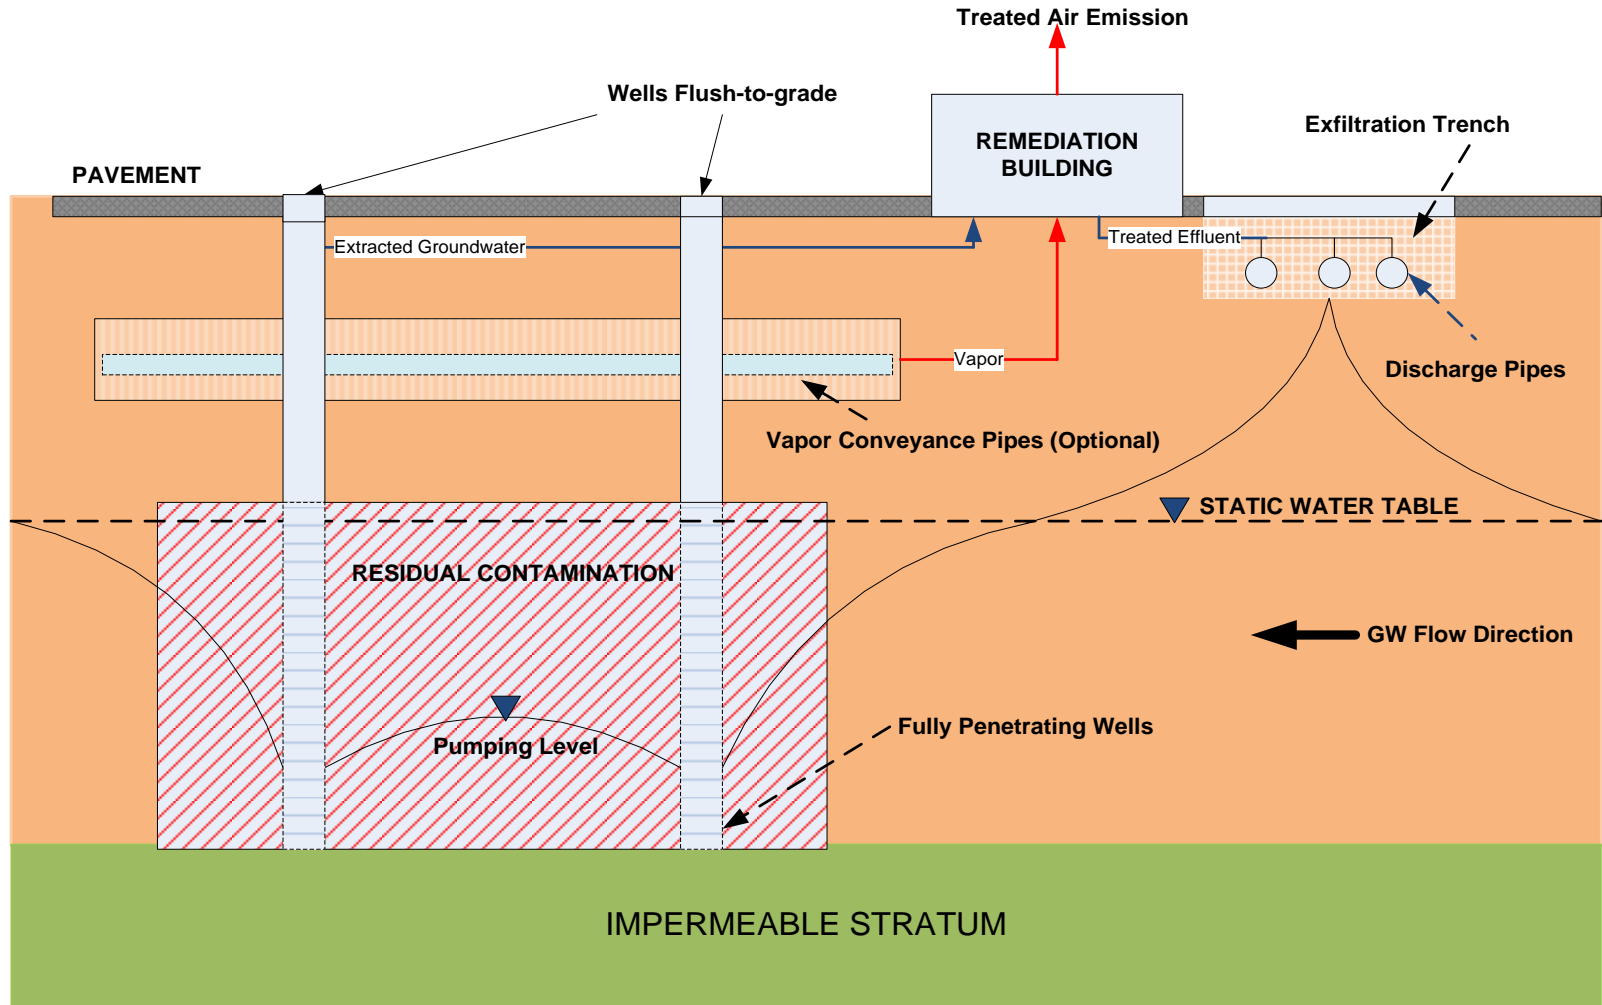 Treated Air Emission
Wells Flush-to-grade
REMEDIATION
BUILDING
Exfiltration Trench
PAVEMENT
Extracted Groundwater
Treated Effluent
Vapor
Discharge Pipes
Vapor Conveyance Pipes (Optional)
STATIC WATER TABLE
RESIDUAL CONTAMINATION
GW Flow Direction
Fully Penetrating Wells
Pumping Level
IMPERMEABLE STRATUM